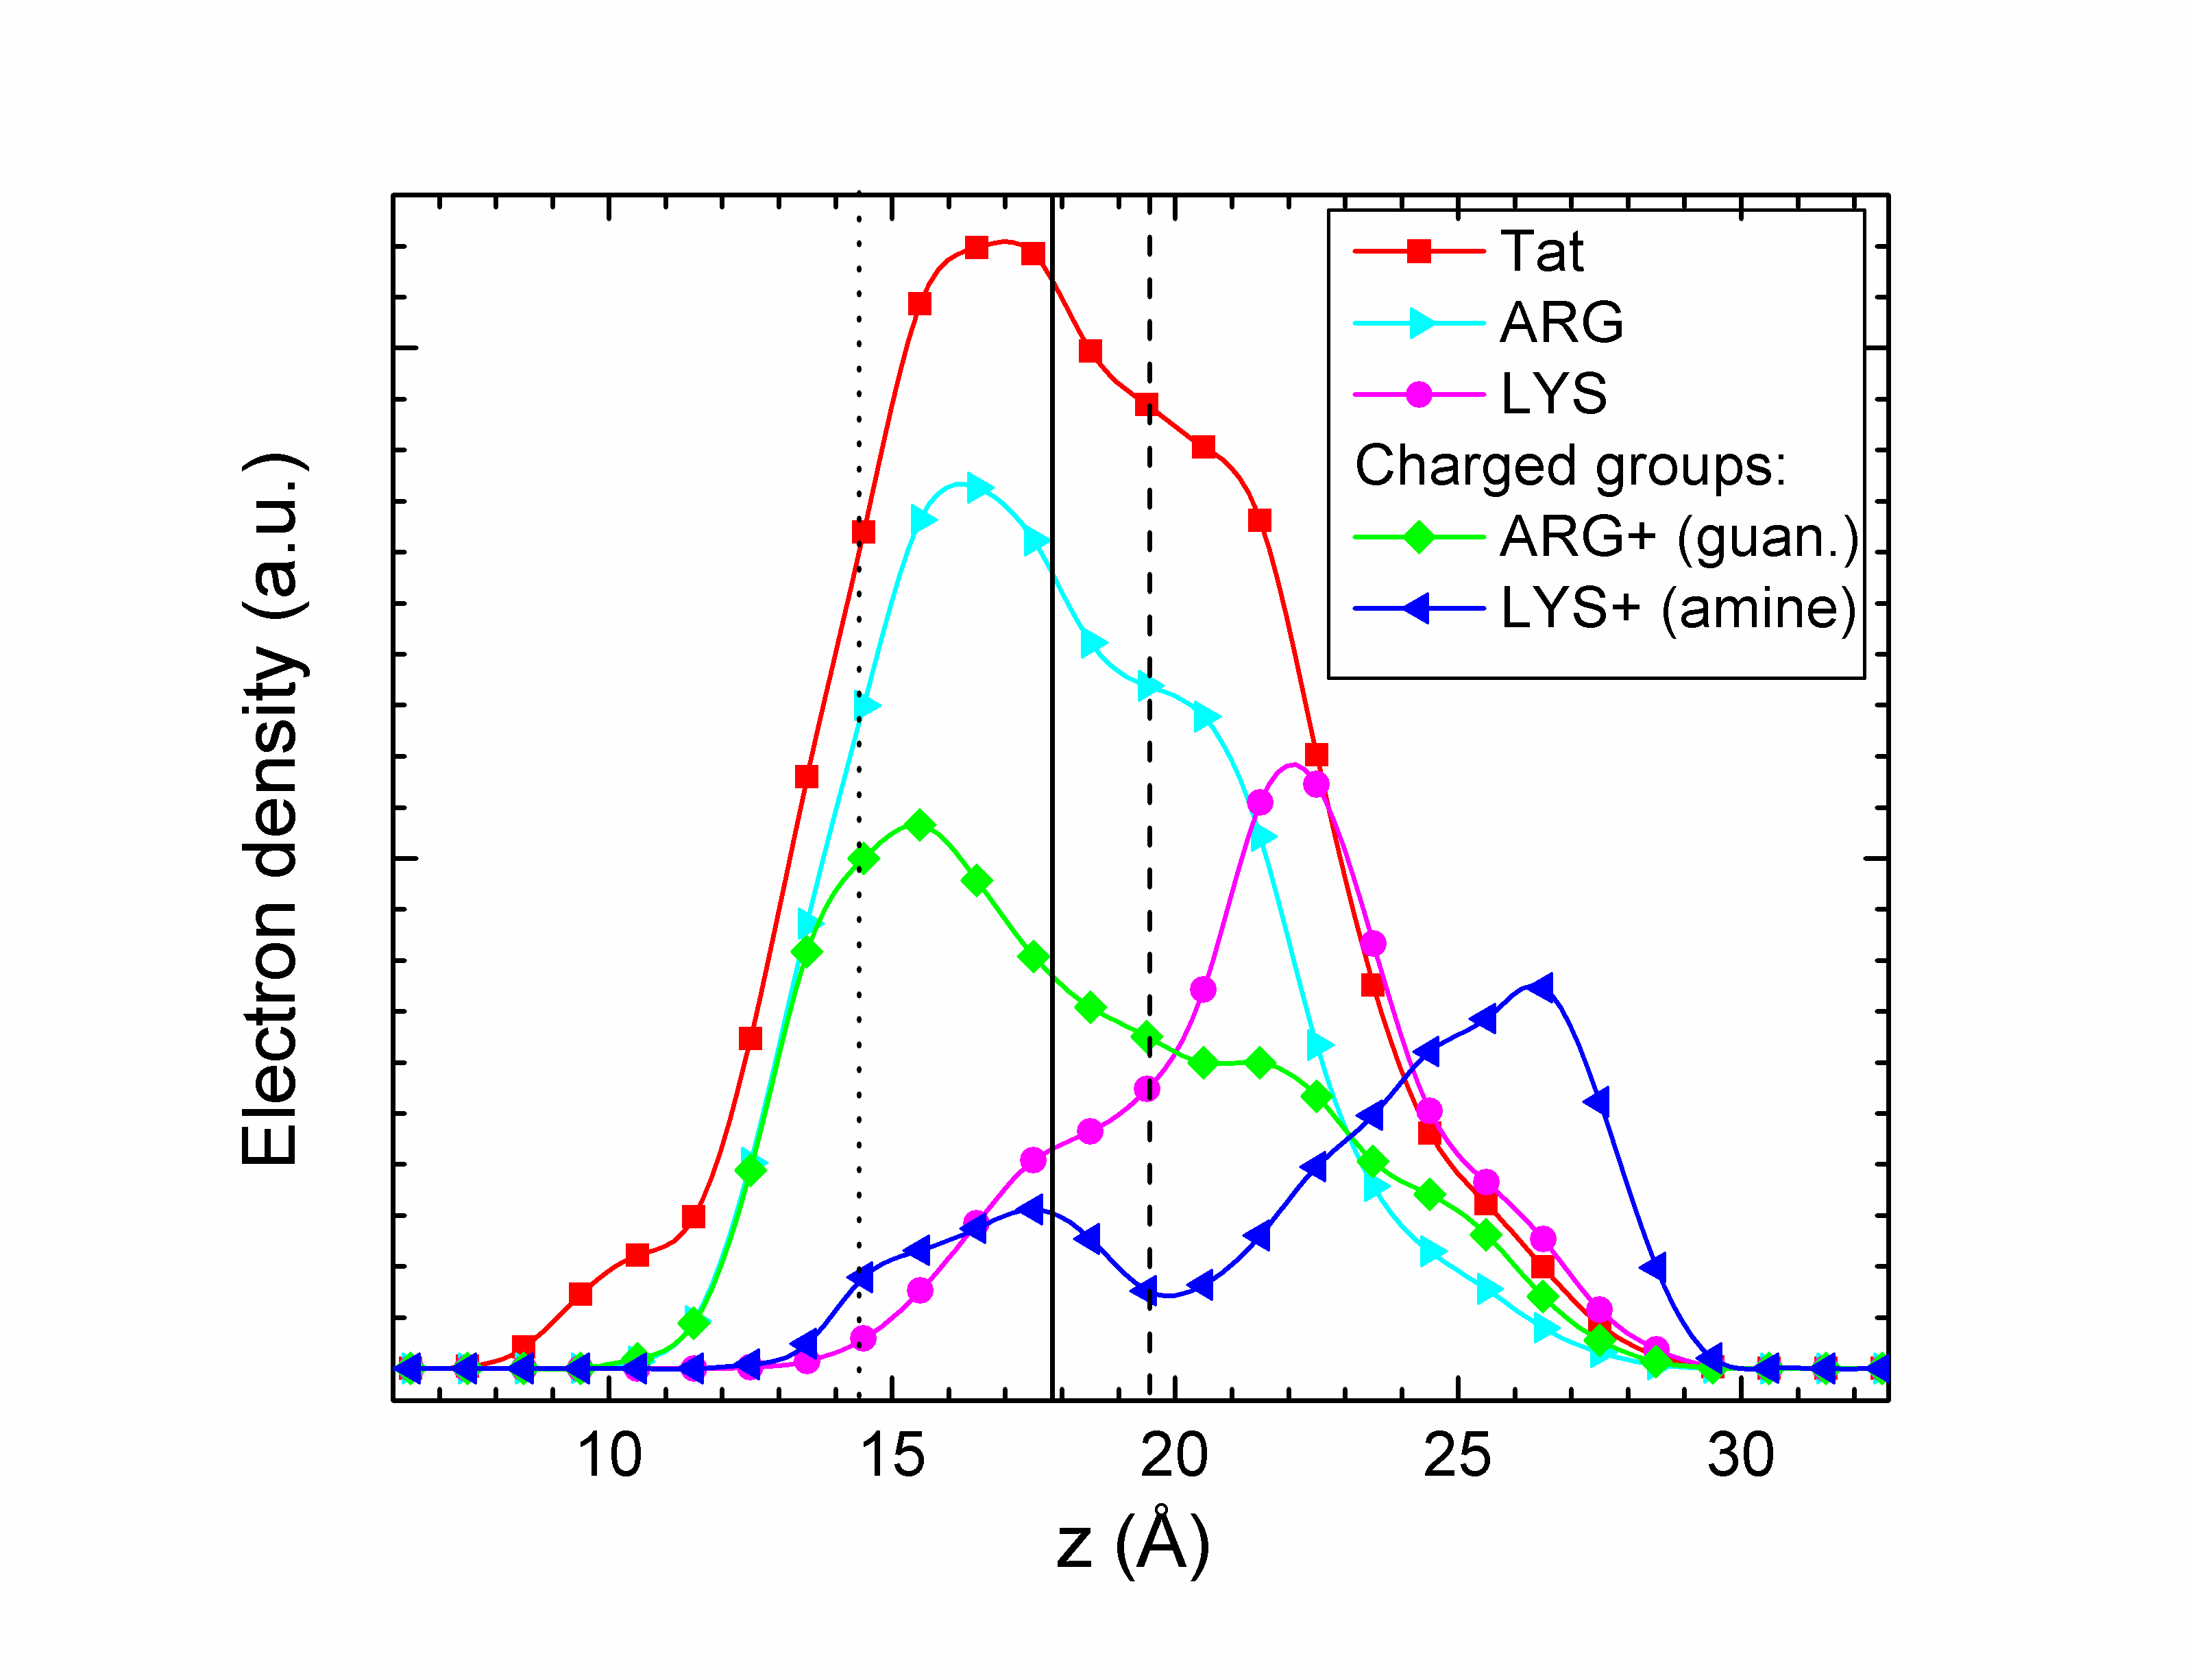 Tat
ARG
LYS
Charged groups:
ARG+ (guan.)
LYS+ (amine)
Electron density (a.u.)
10 15 20 25 30
z (Å)